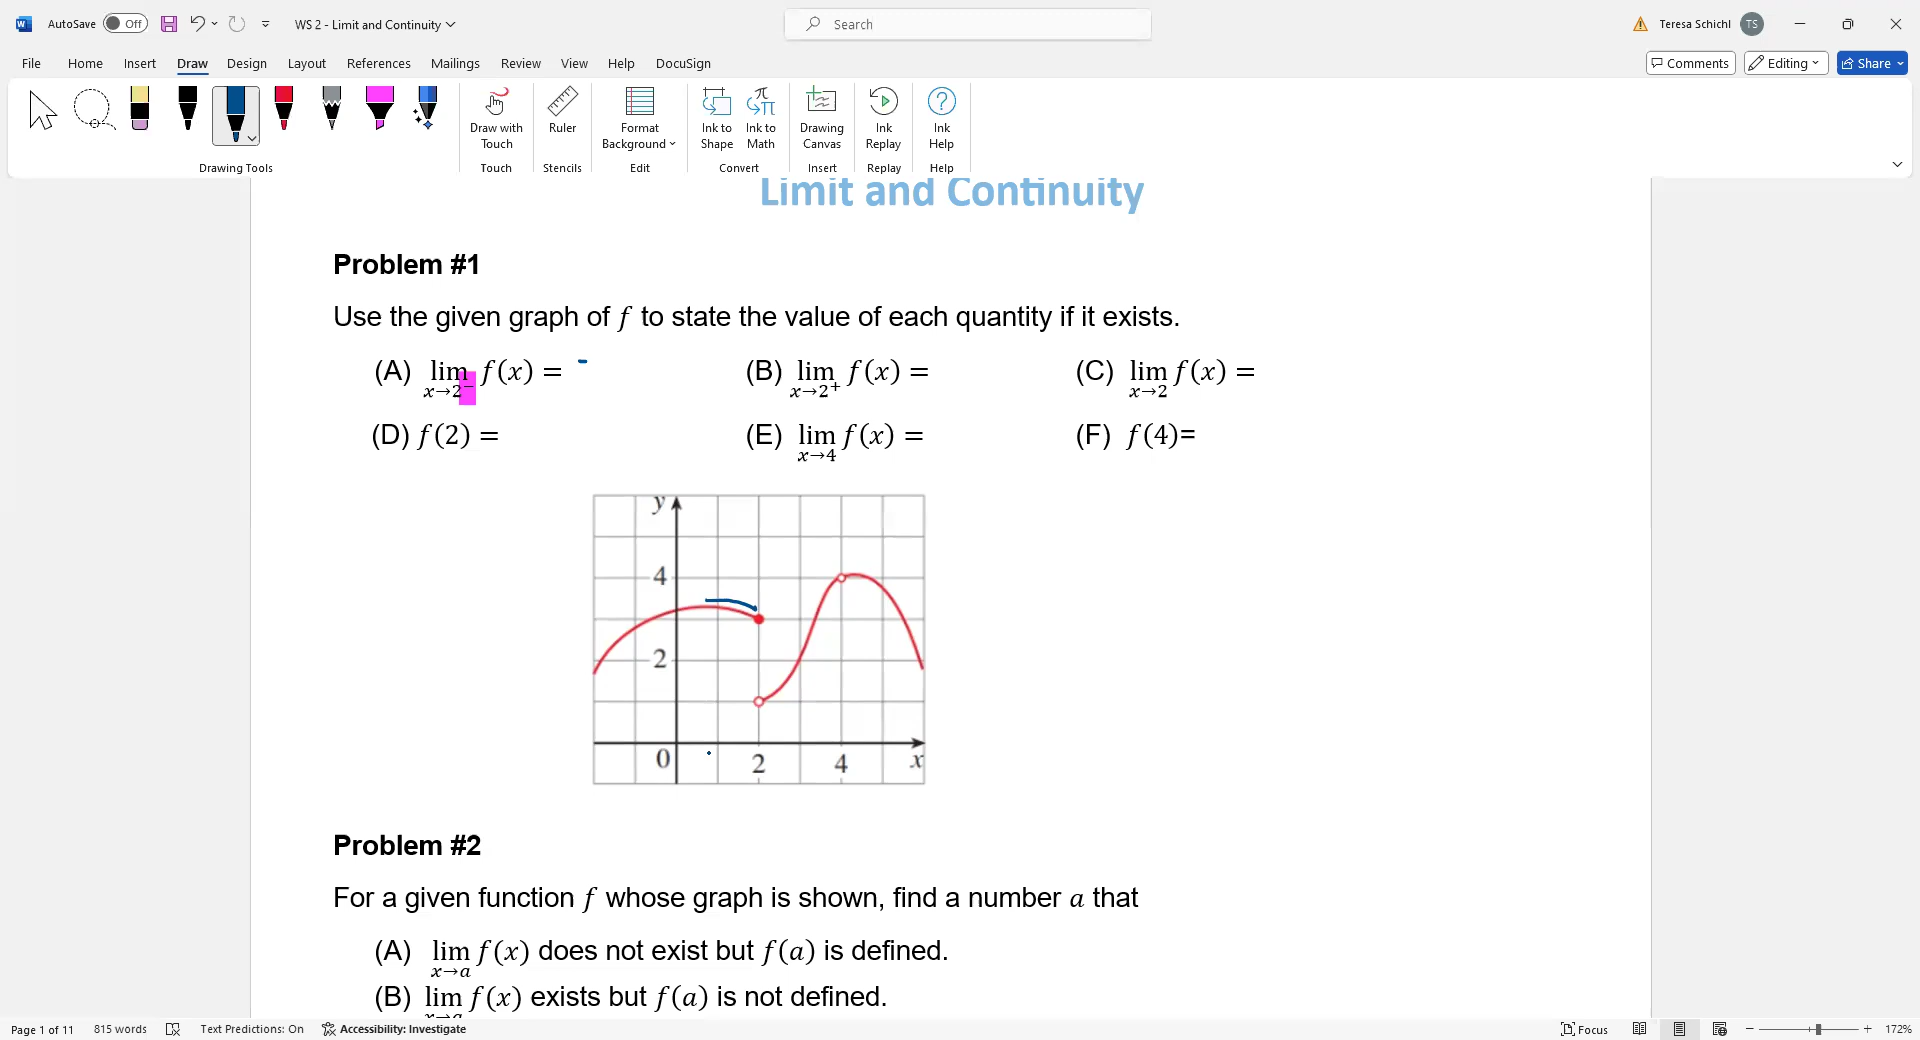 AutoSave Off WS 2 - Limit and Continuity Search Teresa Schichl TS
File Home Insert Draw Design Layout References Mailings Review View Help DocuSign Comments Editing Share
Draw with Touch Ruler Format Background Ink to Shape Ink to Math Drawing Canvas Ink Replay Ink Help
Drawing Tools Touch Stencils Edit Convert Insert Replay Help
Limit and Continuity
Problem #1
Use the given graph of f to state the value of each quantity if it exists.
(A) lim x→2⁻ f(x) = (B) lim x→2⁺ f(x) = (C) lim x→2 f(x) =
(D) f(2) = (E) lim x→4 f(x) = (F) f(4)=
y
4
2
0 2 4 x
Problem #2
For a given function f whose graph is shown, find a number a that
(A) lim x→a f(x) does not exist but f(a) is defined.
(B) lim x→a f(x) exists but f(a) is not defined.
Page 1 of 11 815 words Text Predictions: On Accessibility: Investigate Focus 172%